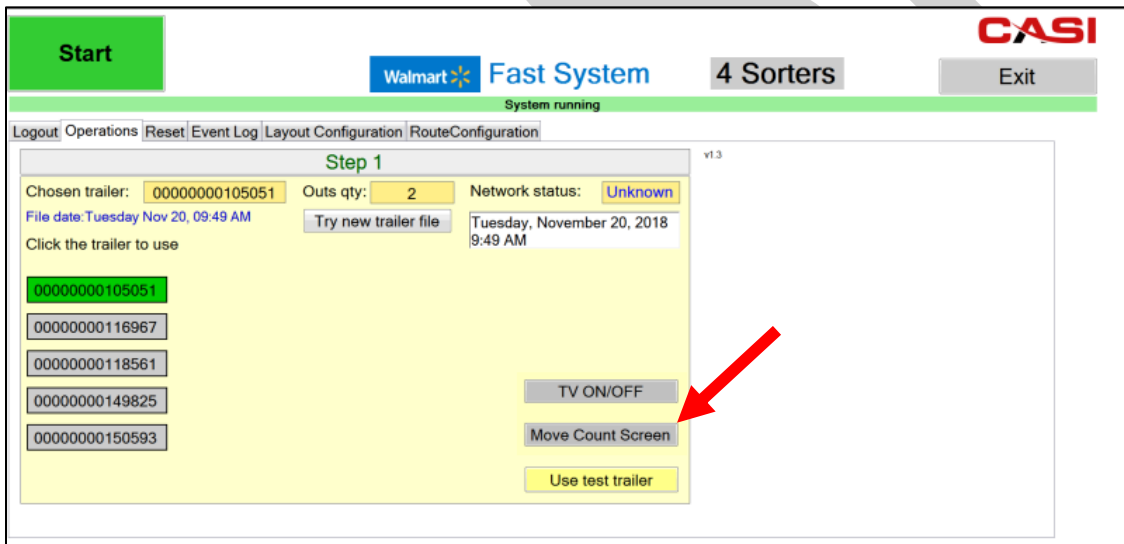 Start
CASI
Walmart Fast System
4 Sorters
Exit
System running
Logout Operations Reset Event Log Layout Configuration RouteConfiguration
Step 1
v1.3
Chosen trailer: 00000000105051 Outs qty: 2 Network status: Unknown
File date:Tuesday Nov 20, 09:49 AM
Try new trailer file
Tuesday, November 20, 2018
9:49 AM
Click the trailer to use
00000000105051
00000000116967
00000000118561
00000000149825
00000000150593
TV ON/OFF
Move Count Screen
Use test trailer